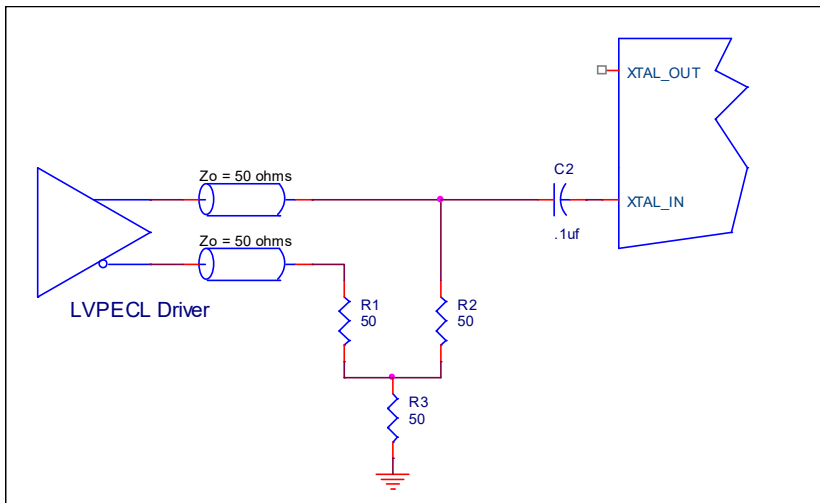 XTAL_OUT
Zo = 50 ohms
C2
XTAL_IN
.1uf
Zo = 50 ohms
LVPECL Driver
R1
50
R2
50
R3
50